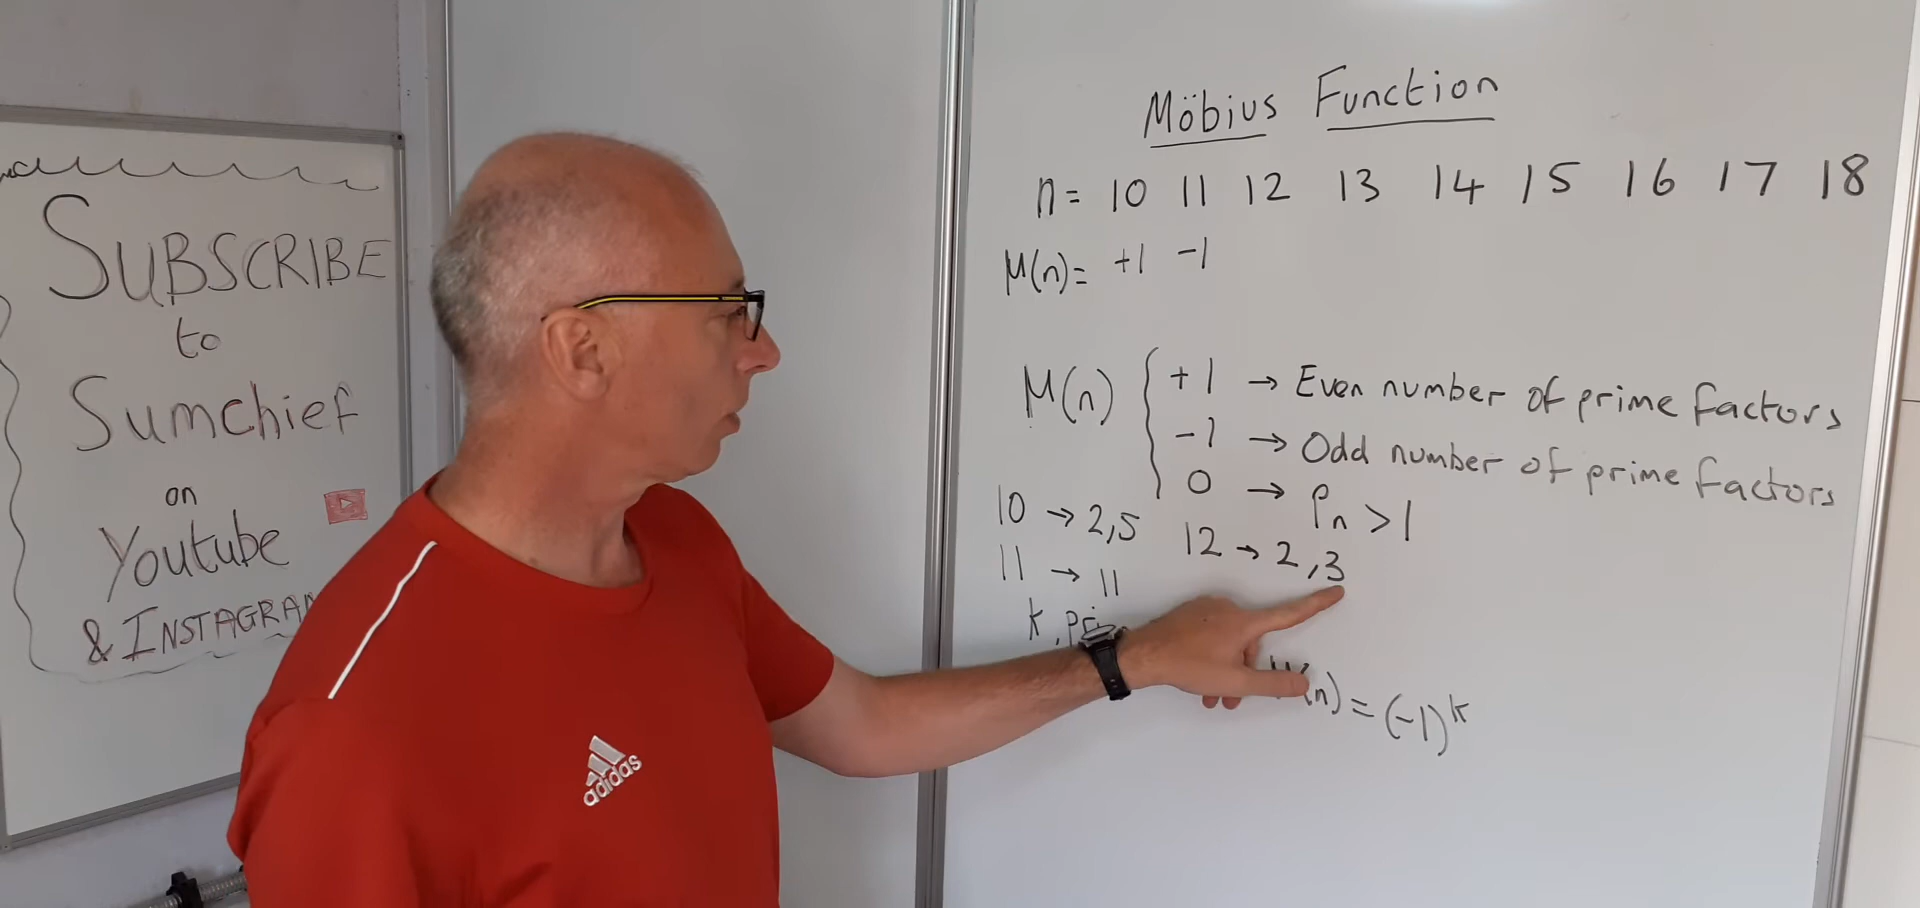 SUBSCRIBE
to
Sumchief
on
Youtube
& INSTAGRA
adidas
Möbius Function
n= 10 11 12 13 14 15 16 17 18
μ(n)= +1 -1
μ(n) { +1 → Even number of prime factors
-1 → Odd number of prime factors
0 → Pn >1
10 → 2,5
12 → 2,3
11 → 11
k, pri
(n) = (-1)^k